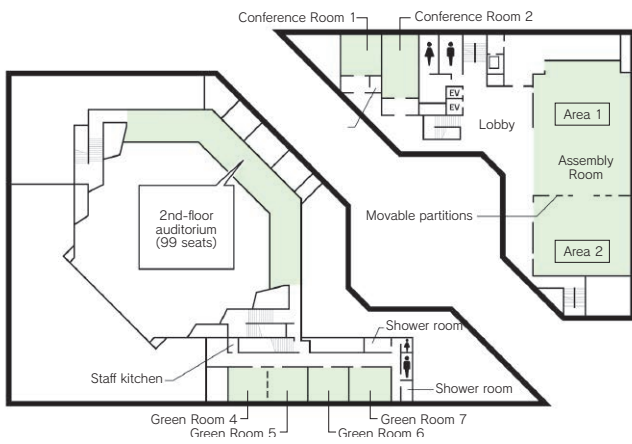 Conference Room 1
Conference Room 2
EV
EV
Lobby
Area 1
Assembly
Room
Movable partitions
Area 2
2nd-floor
auditorium
(99 seats)
Shower room
Staff kitchen
Shower room
Green Room 4
Green Room 7
Green Room 5
Green Room 6